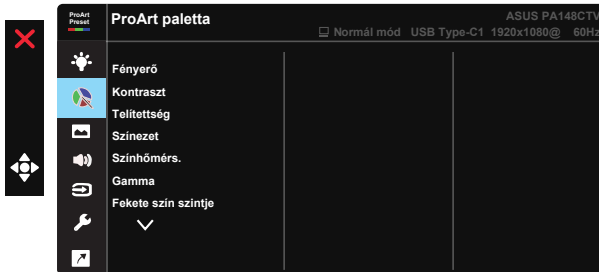 ProArt
Preset
ProArt paletta
ASUS PA148CTV
Normál mód USB Type-C1 1920x1080@ 60Hz
Fényerő
Kontraszt
Telítettség
Színezet
Színhőmérs.
Gamma
Fekete szín szintje